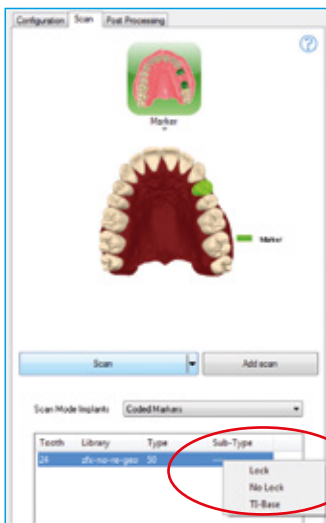 Configuration Scan Post Processing
Marker
Marker
Scan Add scan
Scan Mode Implants Coded Markers
Tooth Library Type Sub-Type
24 zfx-no-re-geo 50
Lock
No Lock
TI-Base